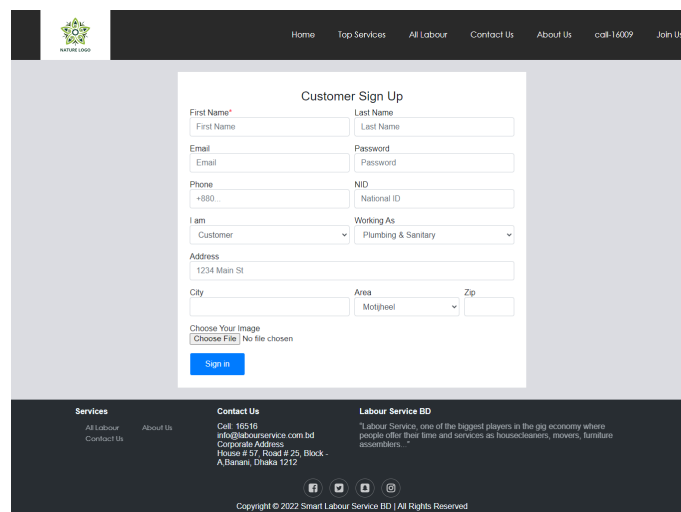 NATURE LOGO
Home Top Services All Labour Contact Us About Us call-16009 Join Us
Customer Sign Up
First Name* Last Name
First Name Last Name
Email Password
Email Password
Phone NID
+880... National ID
I am Working As
Customer Plumbing & Sanitary
Address
1234 Main St
City Area Zip
Motijheel
Choose Your Image
Choose File No file chosen
Sign in
Services Contact Us Labour Service BD
All Labour About Us Cell: 16516 "Labour Service, one of the biggest players in the gig economy where
Contact Us info@labourservice.com.bd people offer their time and services as housecleaners, movers, furniture
Corporate Address assemblers..."
House # 57, Road # 25, Block -
A,Banani, Dhaka 1212
Copyright © 2022 Smart Labour Service BD | All Rights Reserved